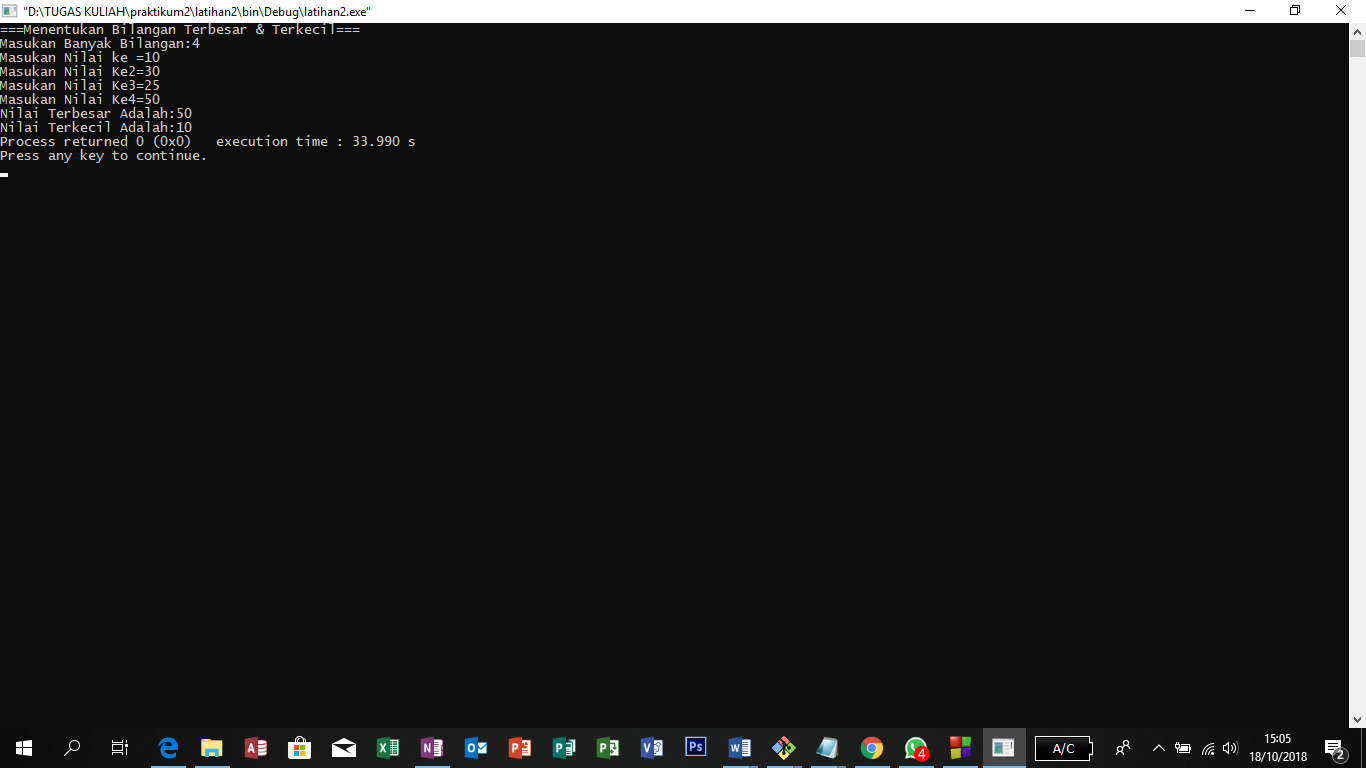 "D:\TUGAS KULIAH\praktikum2\latihan2\bin\Debug\latihan2.exe"
===Menentukan Bilangan Terbesar & Terkecil===
Masukan Banyak Bilangan:4
Masukan Nilai ke =10
Masukan Nilai Ke2=30
Masukan Nilai Ke3=25
Masukan Nilai Ke4=50
Nilai Terbesar Adalah:50
Nilai Terkecil Adalah:10
Process returned 0 (0x0)   execution time : 33.990 s
Press any key to continue.
A/C
15:05
18/10/2018
4
2